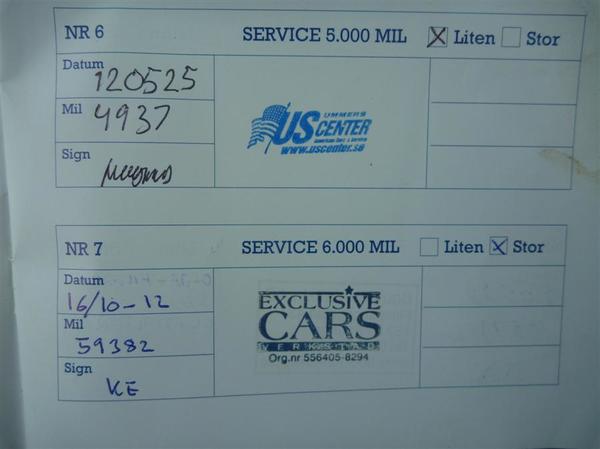 NR 6 SERVICE 5.000 MIL Liten Stor
Datum
120525
Mil 4937
UMMERS
US CENTER
www.uscenter.se
Sign
NR 7 SERVICE 6.000 MIL Liten Stor
Datum
16/10-12
Mil
59382
EXCLUSIVE
CARS
VERKSTAD
Org.nr 556405-8294
Sign
KE